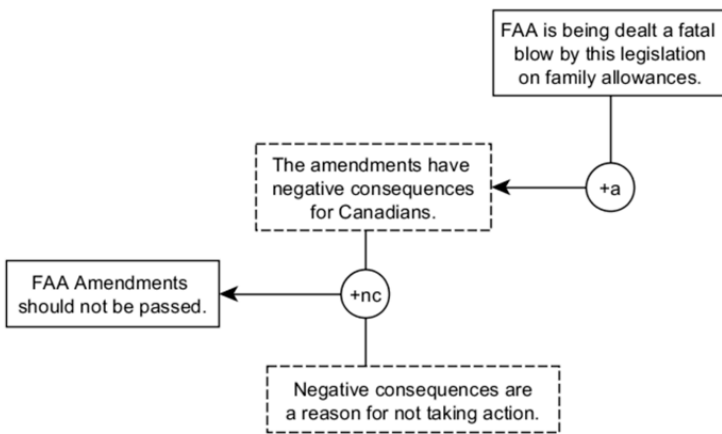 FAA is being dealt a fatal
blow by this legislation
on family allowances.
The amendments have
negative consequences
for Canadians.
+a
FAA Amendments
should not be passed.
+nc
Negative consequences are
a reason for not taking action.